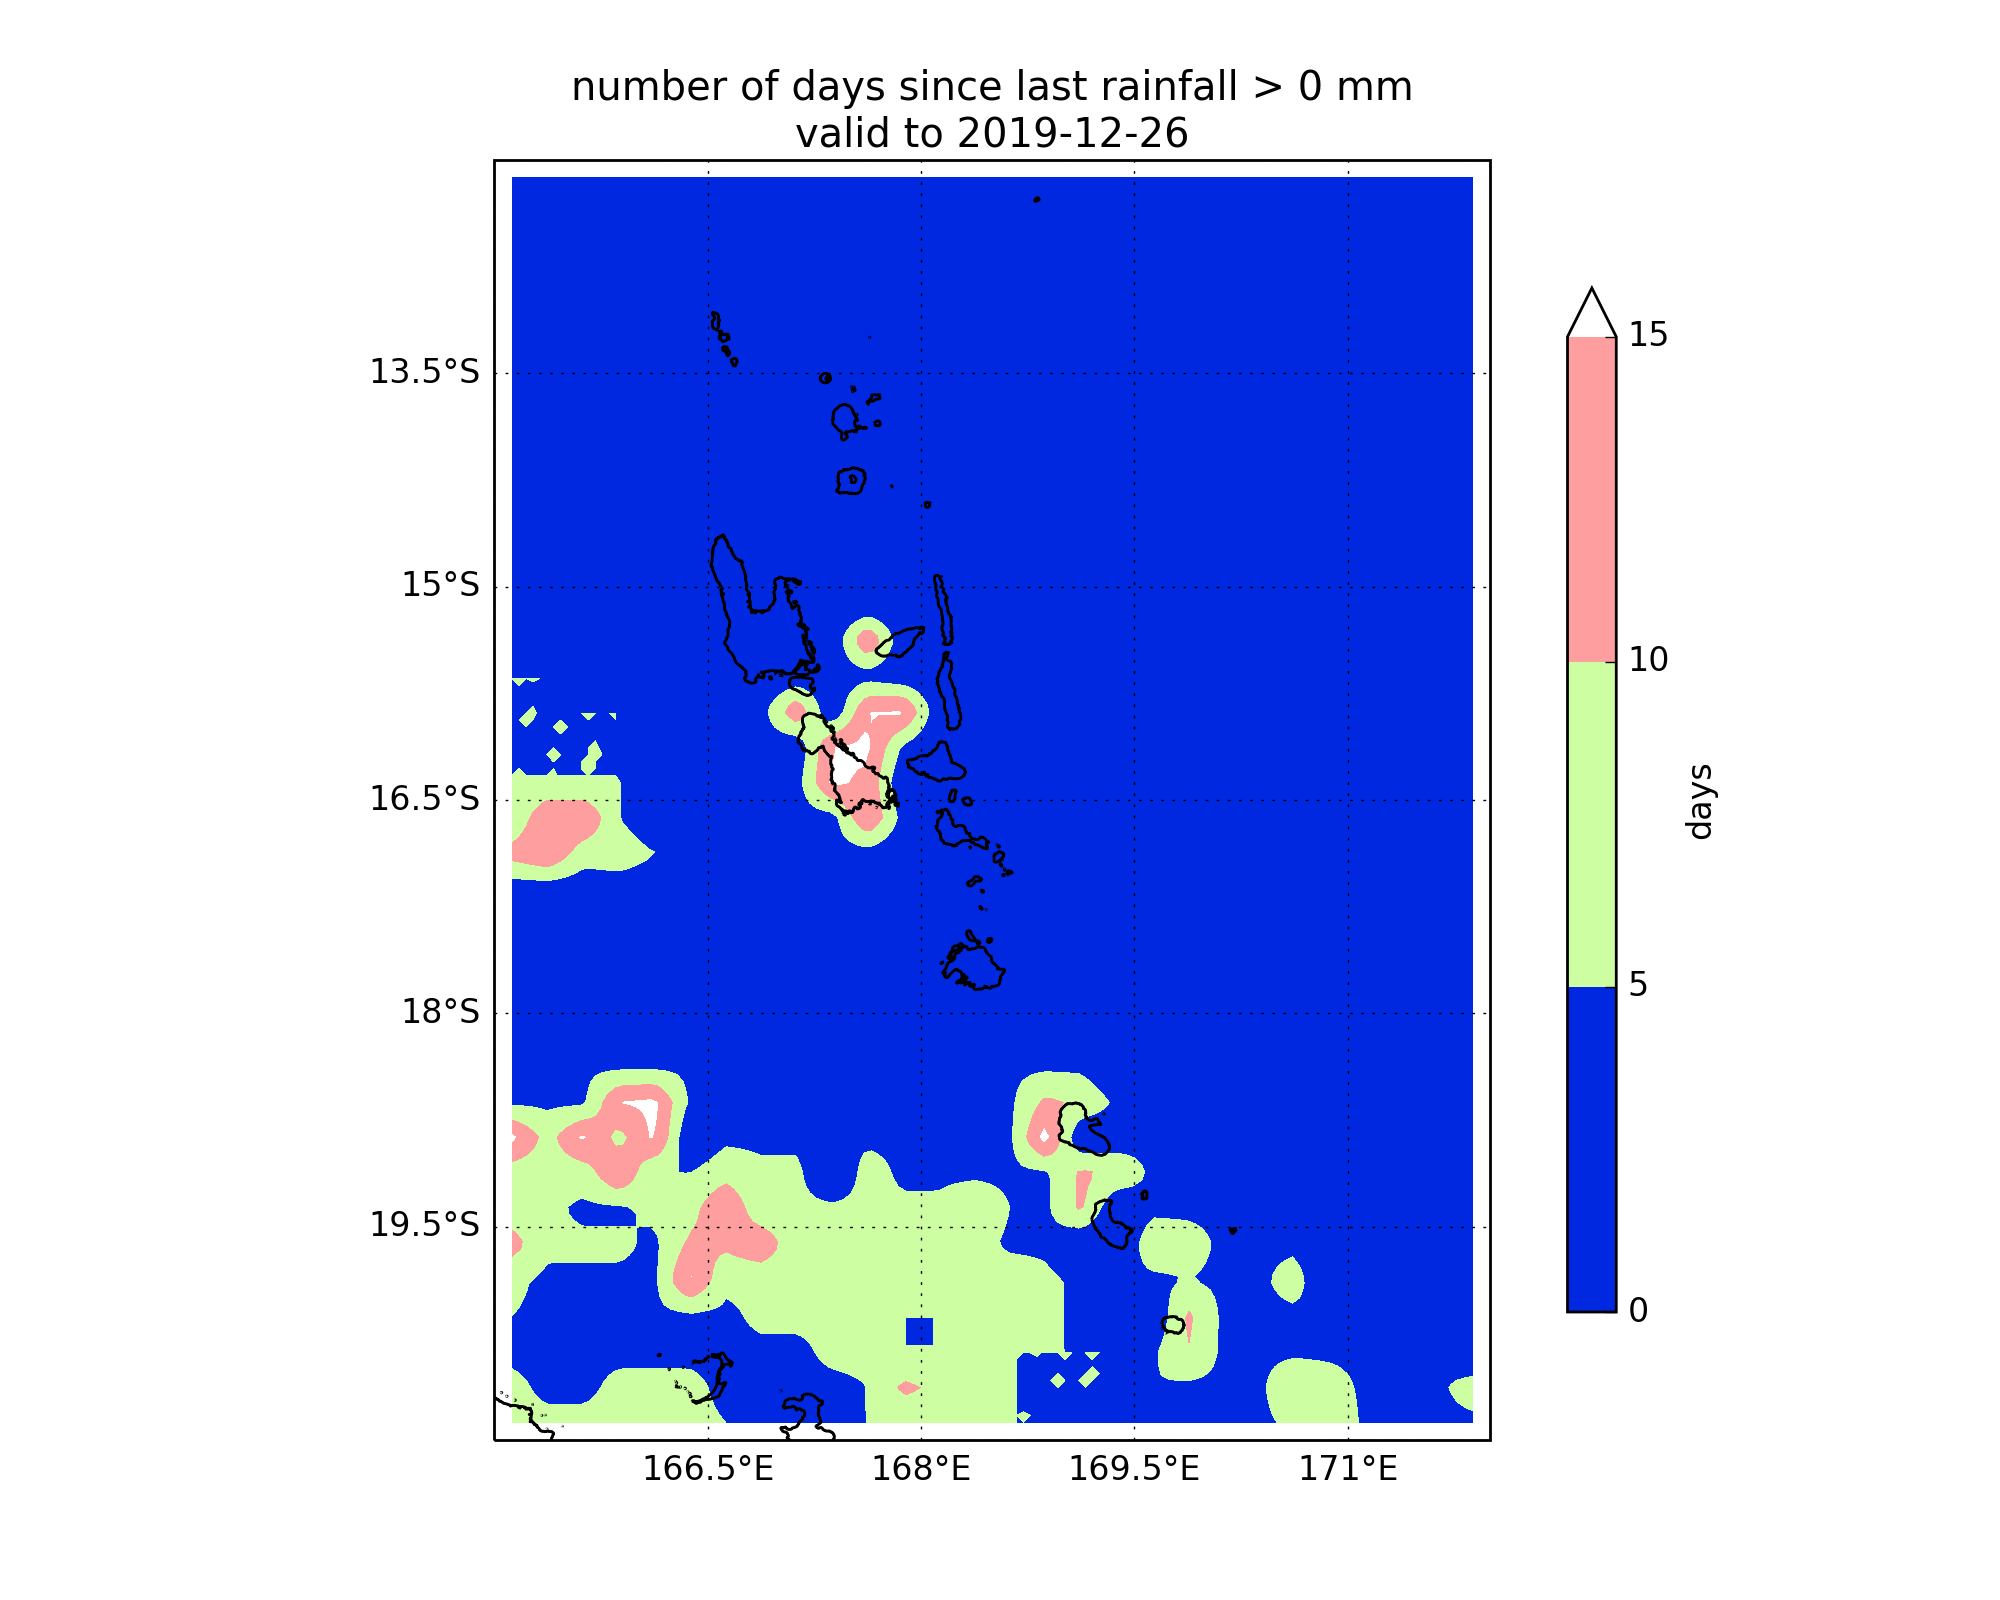 number of days since last rainfall > 0 mm
valid to 2019-12-26
13.5°S
15°S
16.5°S
18°S
19.5°S
166.5°E
168°E
169.5°E
171°E
15
10
5
0
days